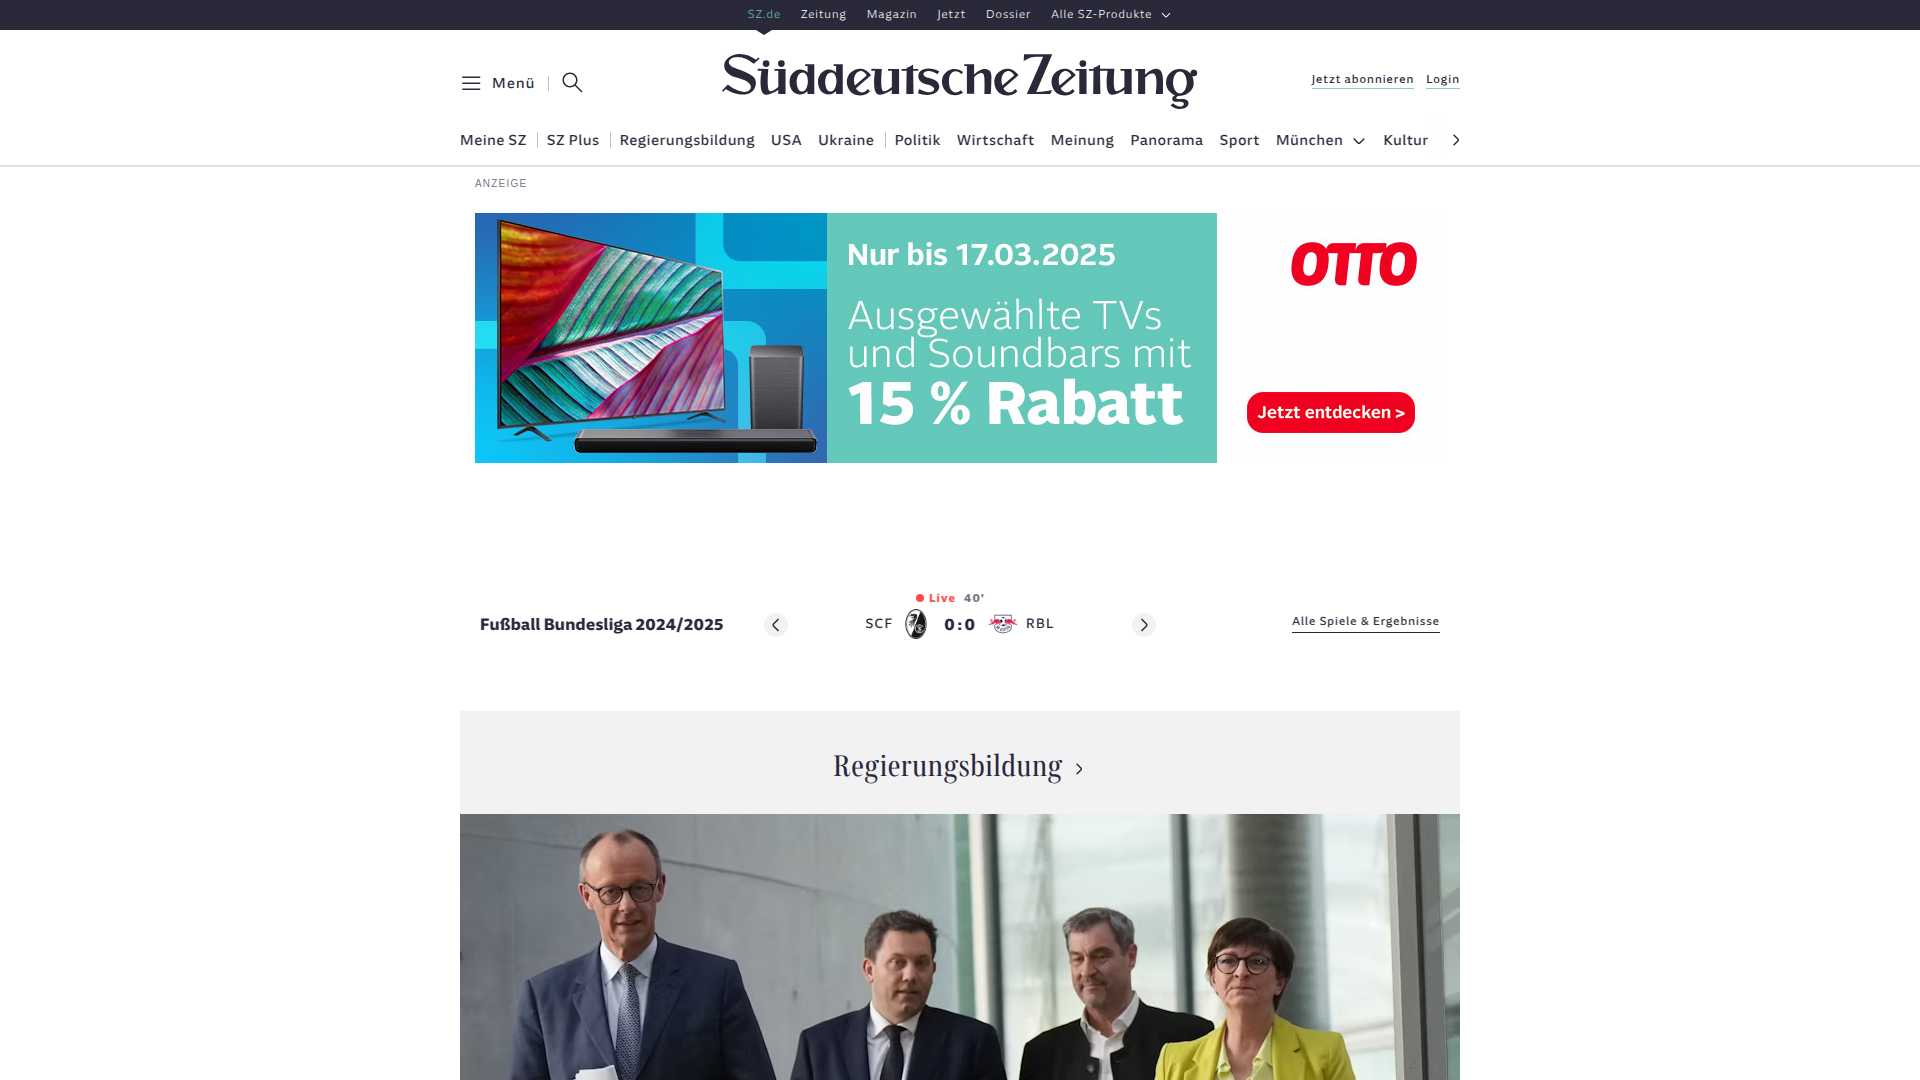 SZ.de Zeitung Magazin Jetzt Dossier Alle SZ-Produkte
Menü
Süddeutsche Zeitung
Jetzt abonnieren Login
Meine SZ SZ Plus Regierungsbildung USA Ukraine Politik Wirtschaft Meinung Panorama Sport München Kultur
ANZEIGE
Nur bis 17.03.2025
Ausgewählte TVs
und Soundbars mit
15 % Rabatt
OTTO
Jetzt entdecken >
Live 40'
Fußball Bundesliga 2024/2025
SCF 0:0 RBL
Alle Spiele & Ergebnisse
Regierungsbildung